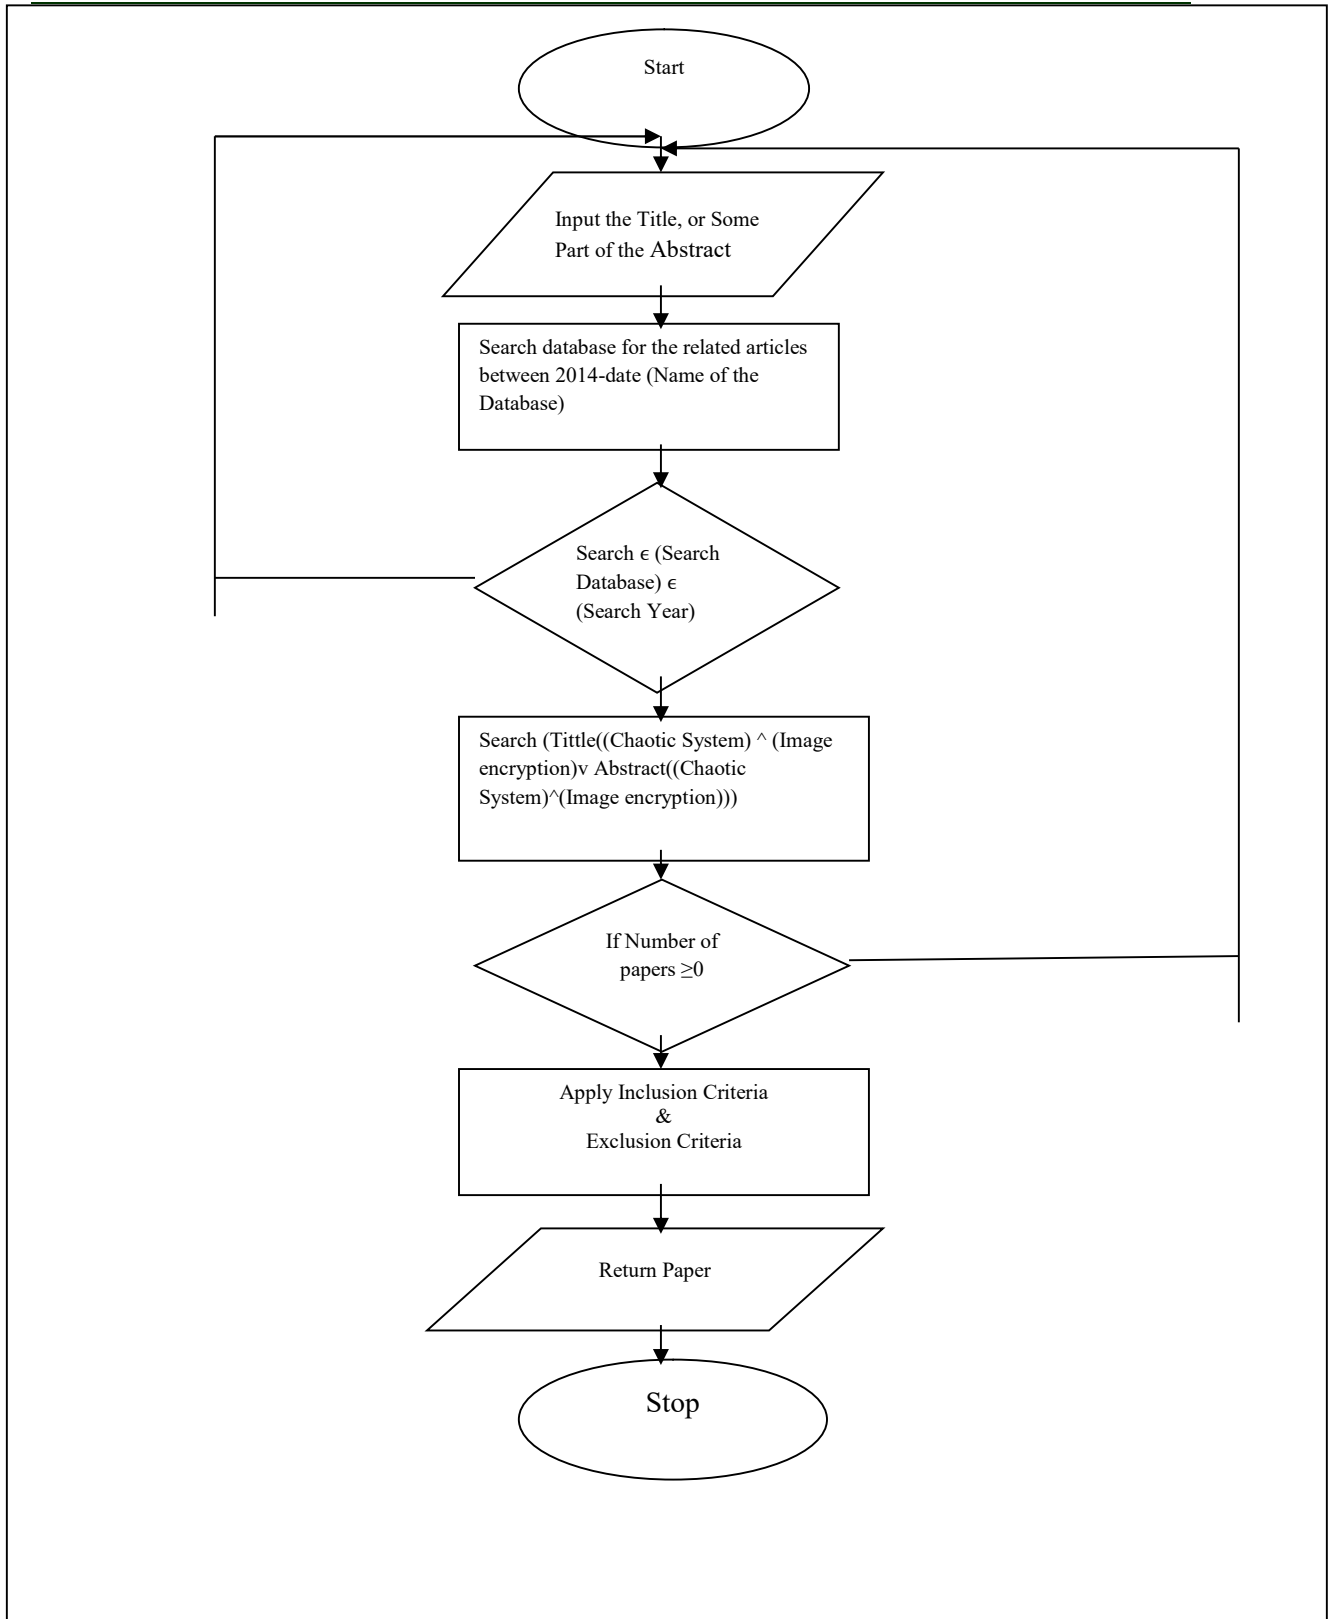 Start
Input the Title, or Some
Part of the Abstract
Search database for the related articles
between 2014-date (Name of the
Database)
Search ϵ (Search
Database) ϵ
(Search Year)
Search (Tittle((Chaotic System) ^ (Image
encryption)v Abstract((Chaotic
System)^(Image encryption)))
If Number of
papers ≥0
Apply Inclusion Criteria
&
Exclusion Criteria
Return Paper
Stop